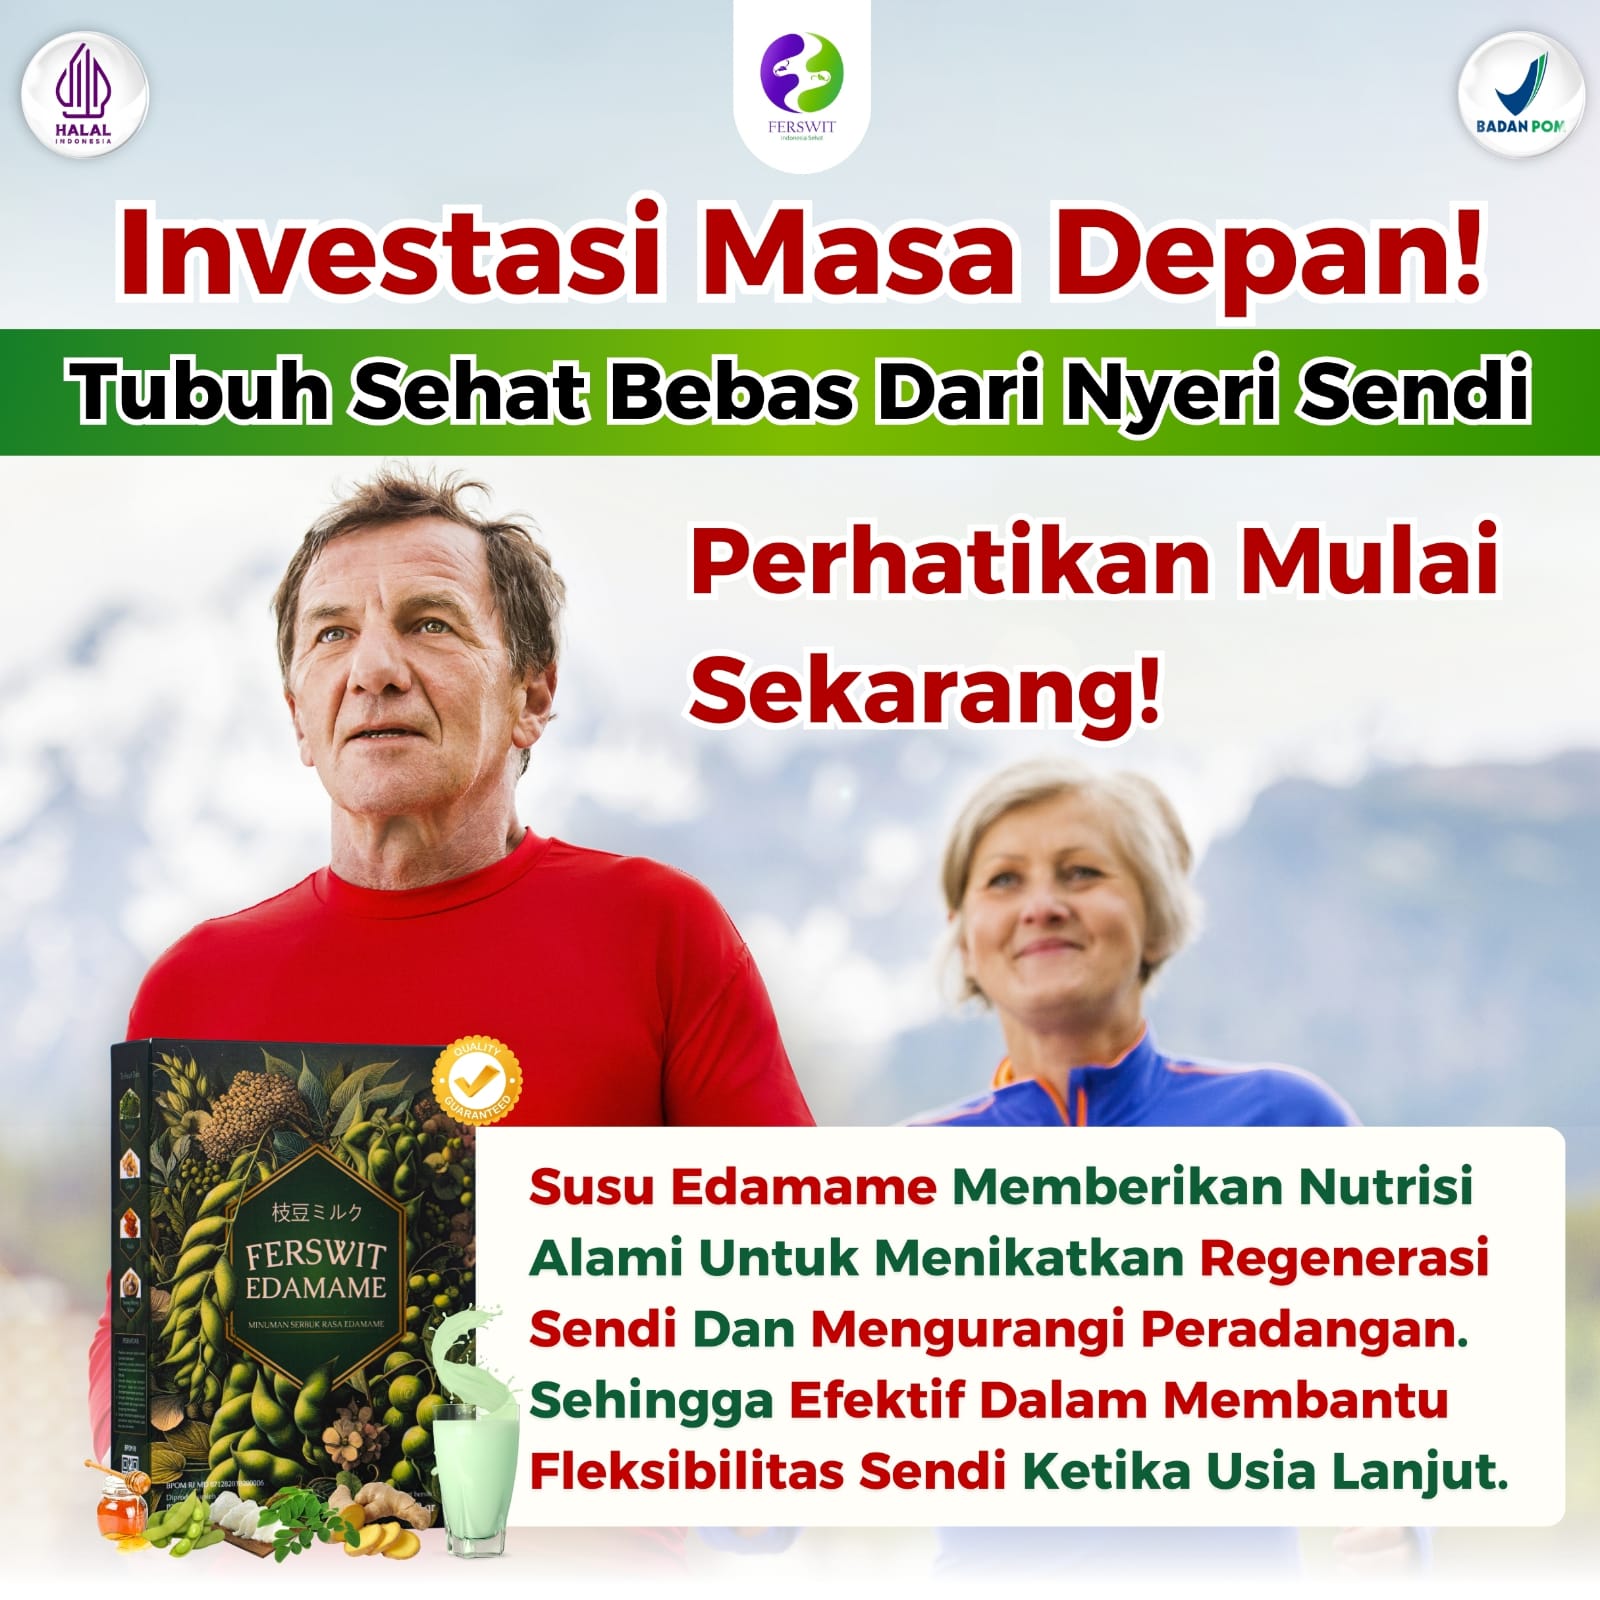 HALAL
INDONESIA
FERSWIT
Indonesia Sehat
BADAN POM
Investasi Masa Depan!
Tubuh Sehat Bebas Dari Nyeri Sendi
Perhatikan Mulai
Sekarang!
QUALITY
GUARANTEED
枝豆ミルク
FERSWIT
EDAMAME
MINUMAN SERBUK RASA EDAMAME
Susu Edamame Memberikan Nutrisi
Alami Untuk Menikatkan Regenerasi
Sendi Dan Mengurangi Peradangan.
Sehingga Efektif Dalam Membantu
Fleksibilitas Sendi Ketika Usia Lanjut.